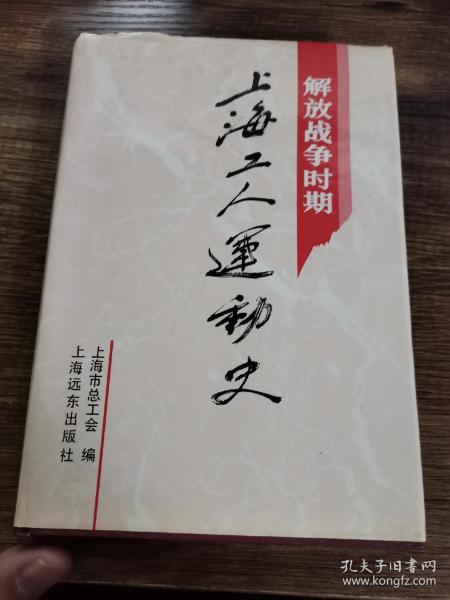 解放战争时期
上海工人運動史
上海市总工会 编
上海远东出版社
孔夫子旧书网
www.kongfz.com